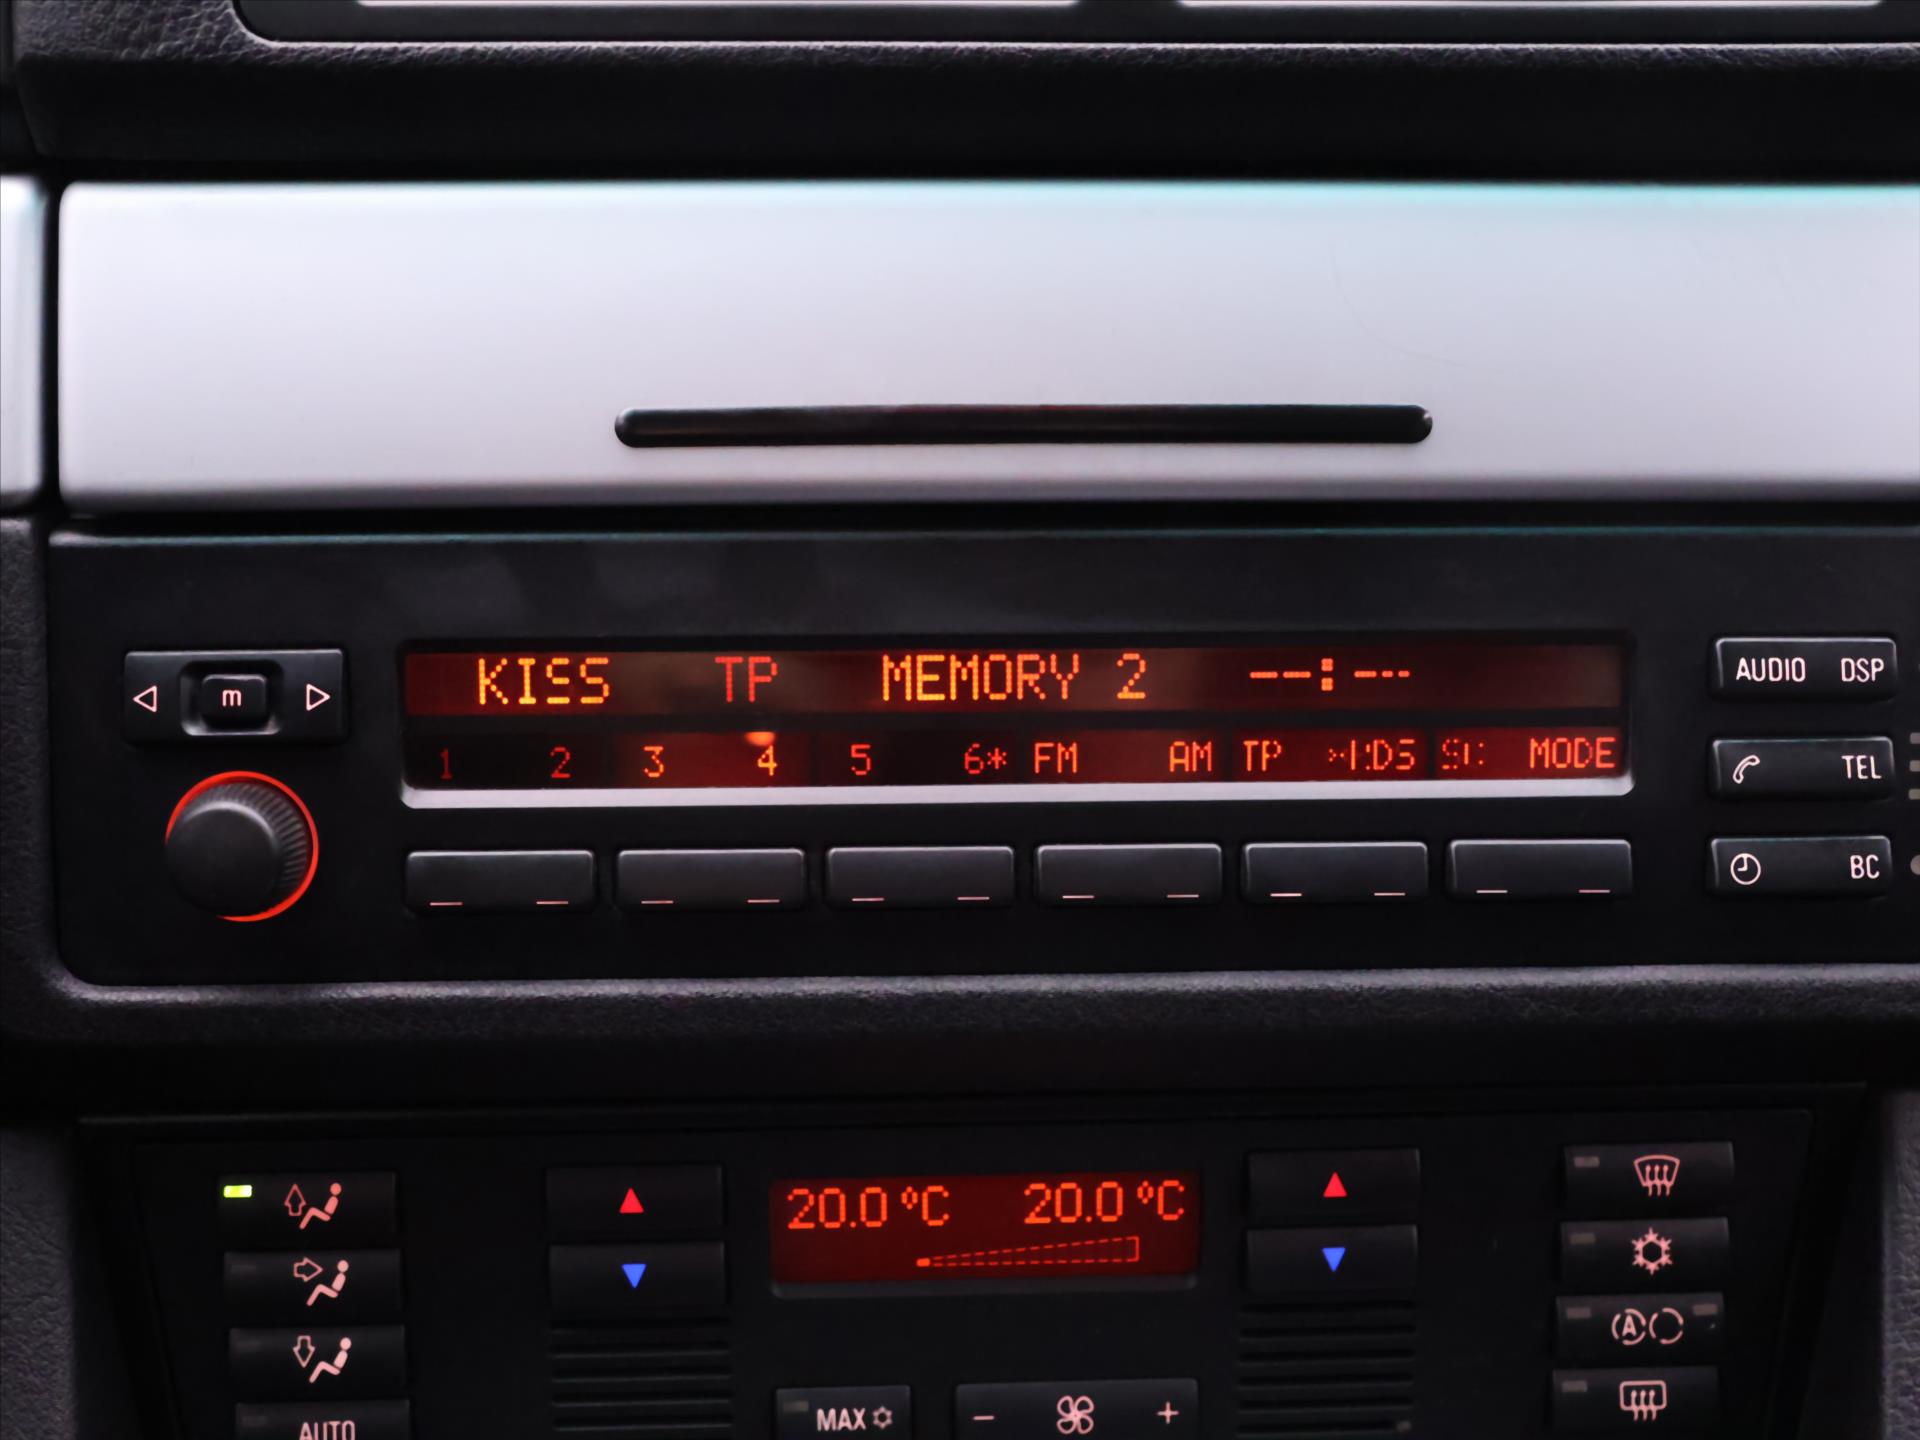 KISS TP MEMORY 2 --:--
1 2 3 4 5 6* FM AM TP RDS MODE
m
AUDIO DSP
TEL
BC
20.0 °C 20.0 °C
A
MAX
- +
AUTO